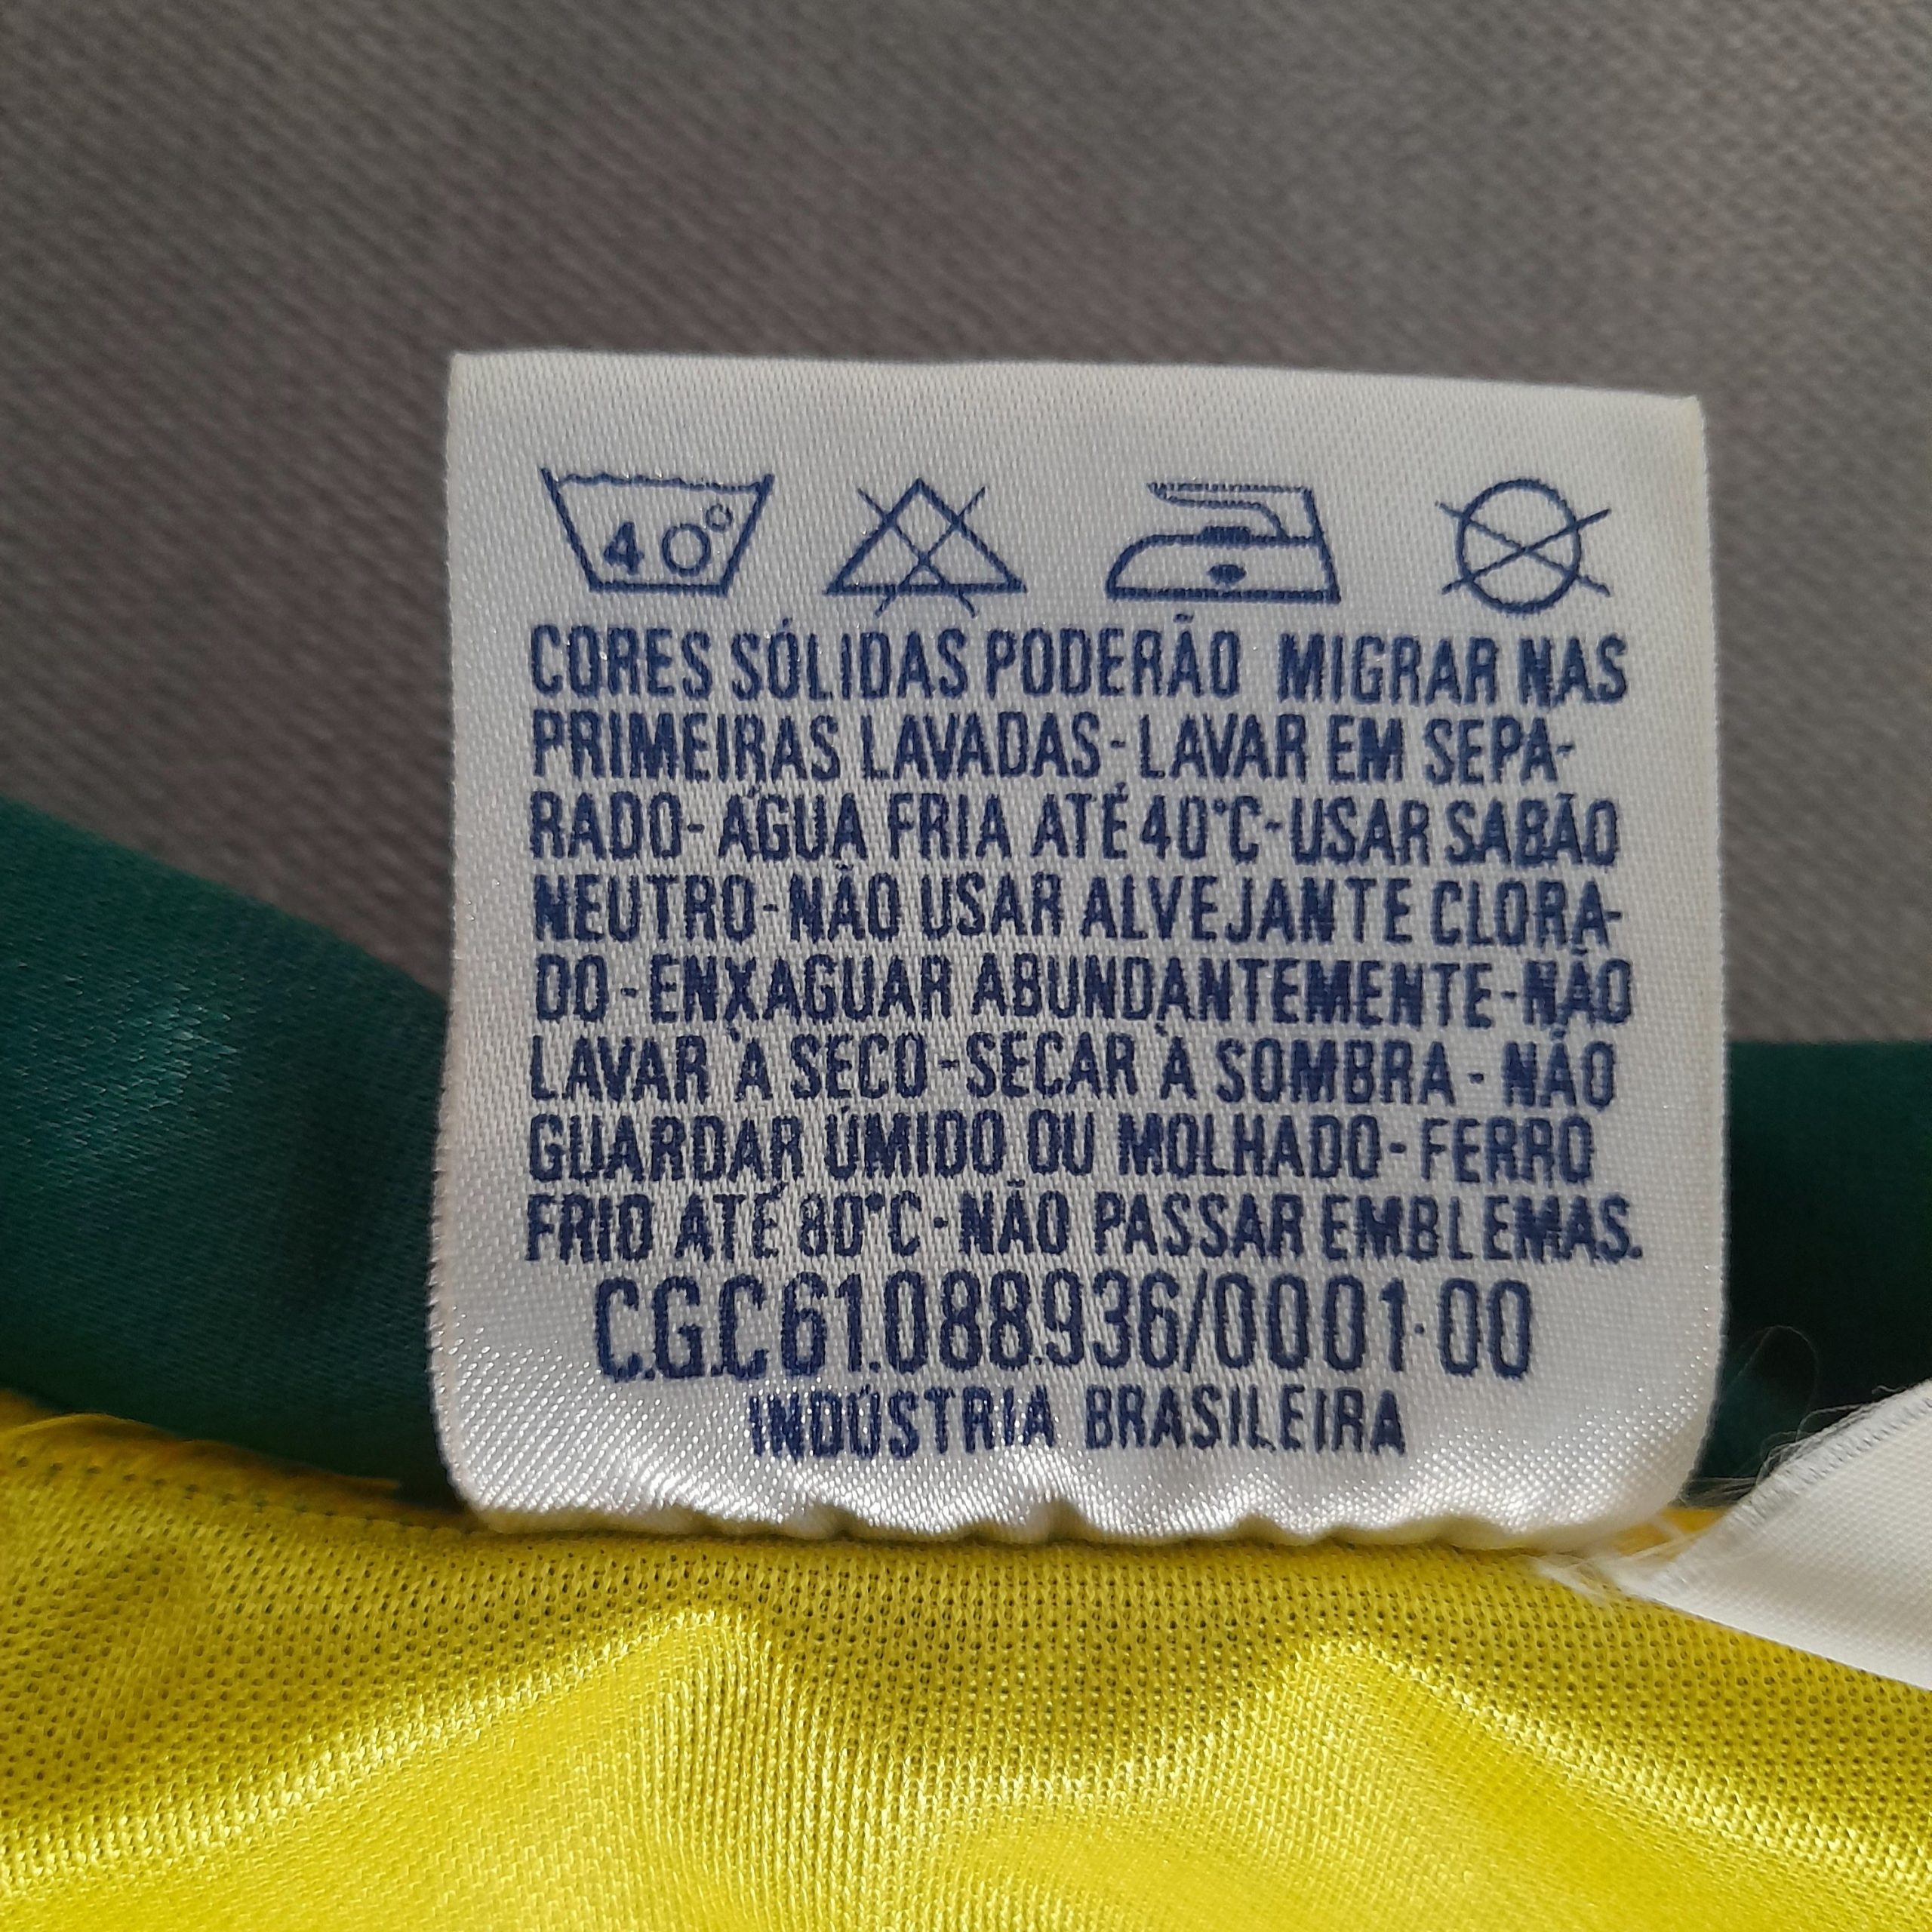 40°
CORES SÓLIDAS PODERÃO MIGRAR NAS
PRIMEIRAS LAVADAS-LAVAR EM SEPA-
RADO-ÁGUA FRIA ATÉ 40°C-USAR SABÃO
NEUTRO-NÃO USAR ALVEJANTE CLORA-
DO-ENXAGUAR ABUNDANTEMENTE-NÃO
LAVAR À SECO-SECAR À SOMBRA-NÃO
GUARDAR ÚMIDO OU MOLHADO-FERRO
FRIO ATÉ 80°C-NÃO PASSAR EMBLEMAS.
C.G.C 61.088.936/0001-00
INDÚSTRIA BRASILEIRA